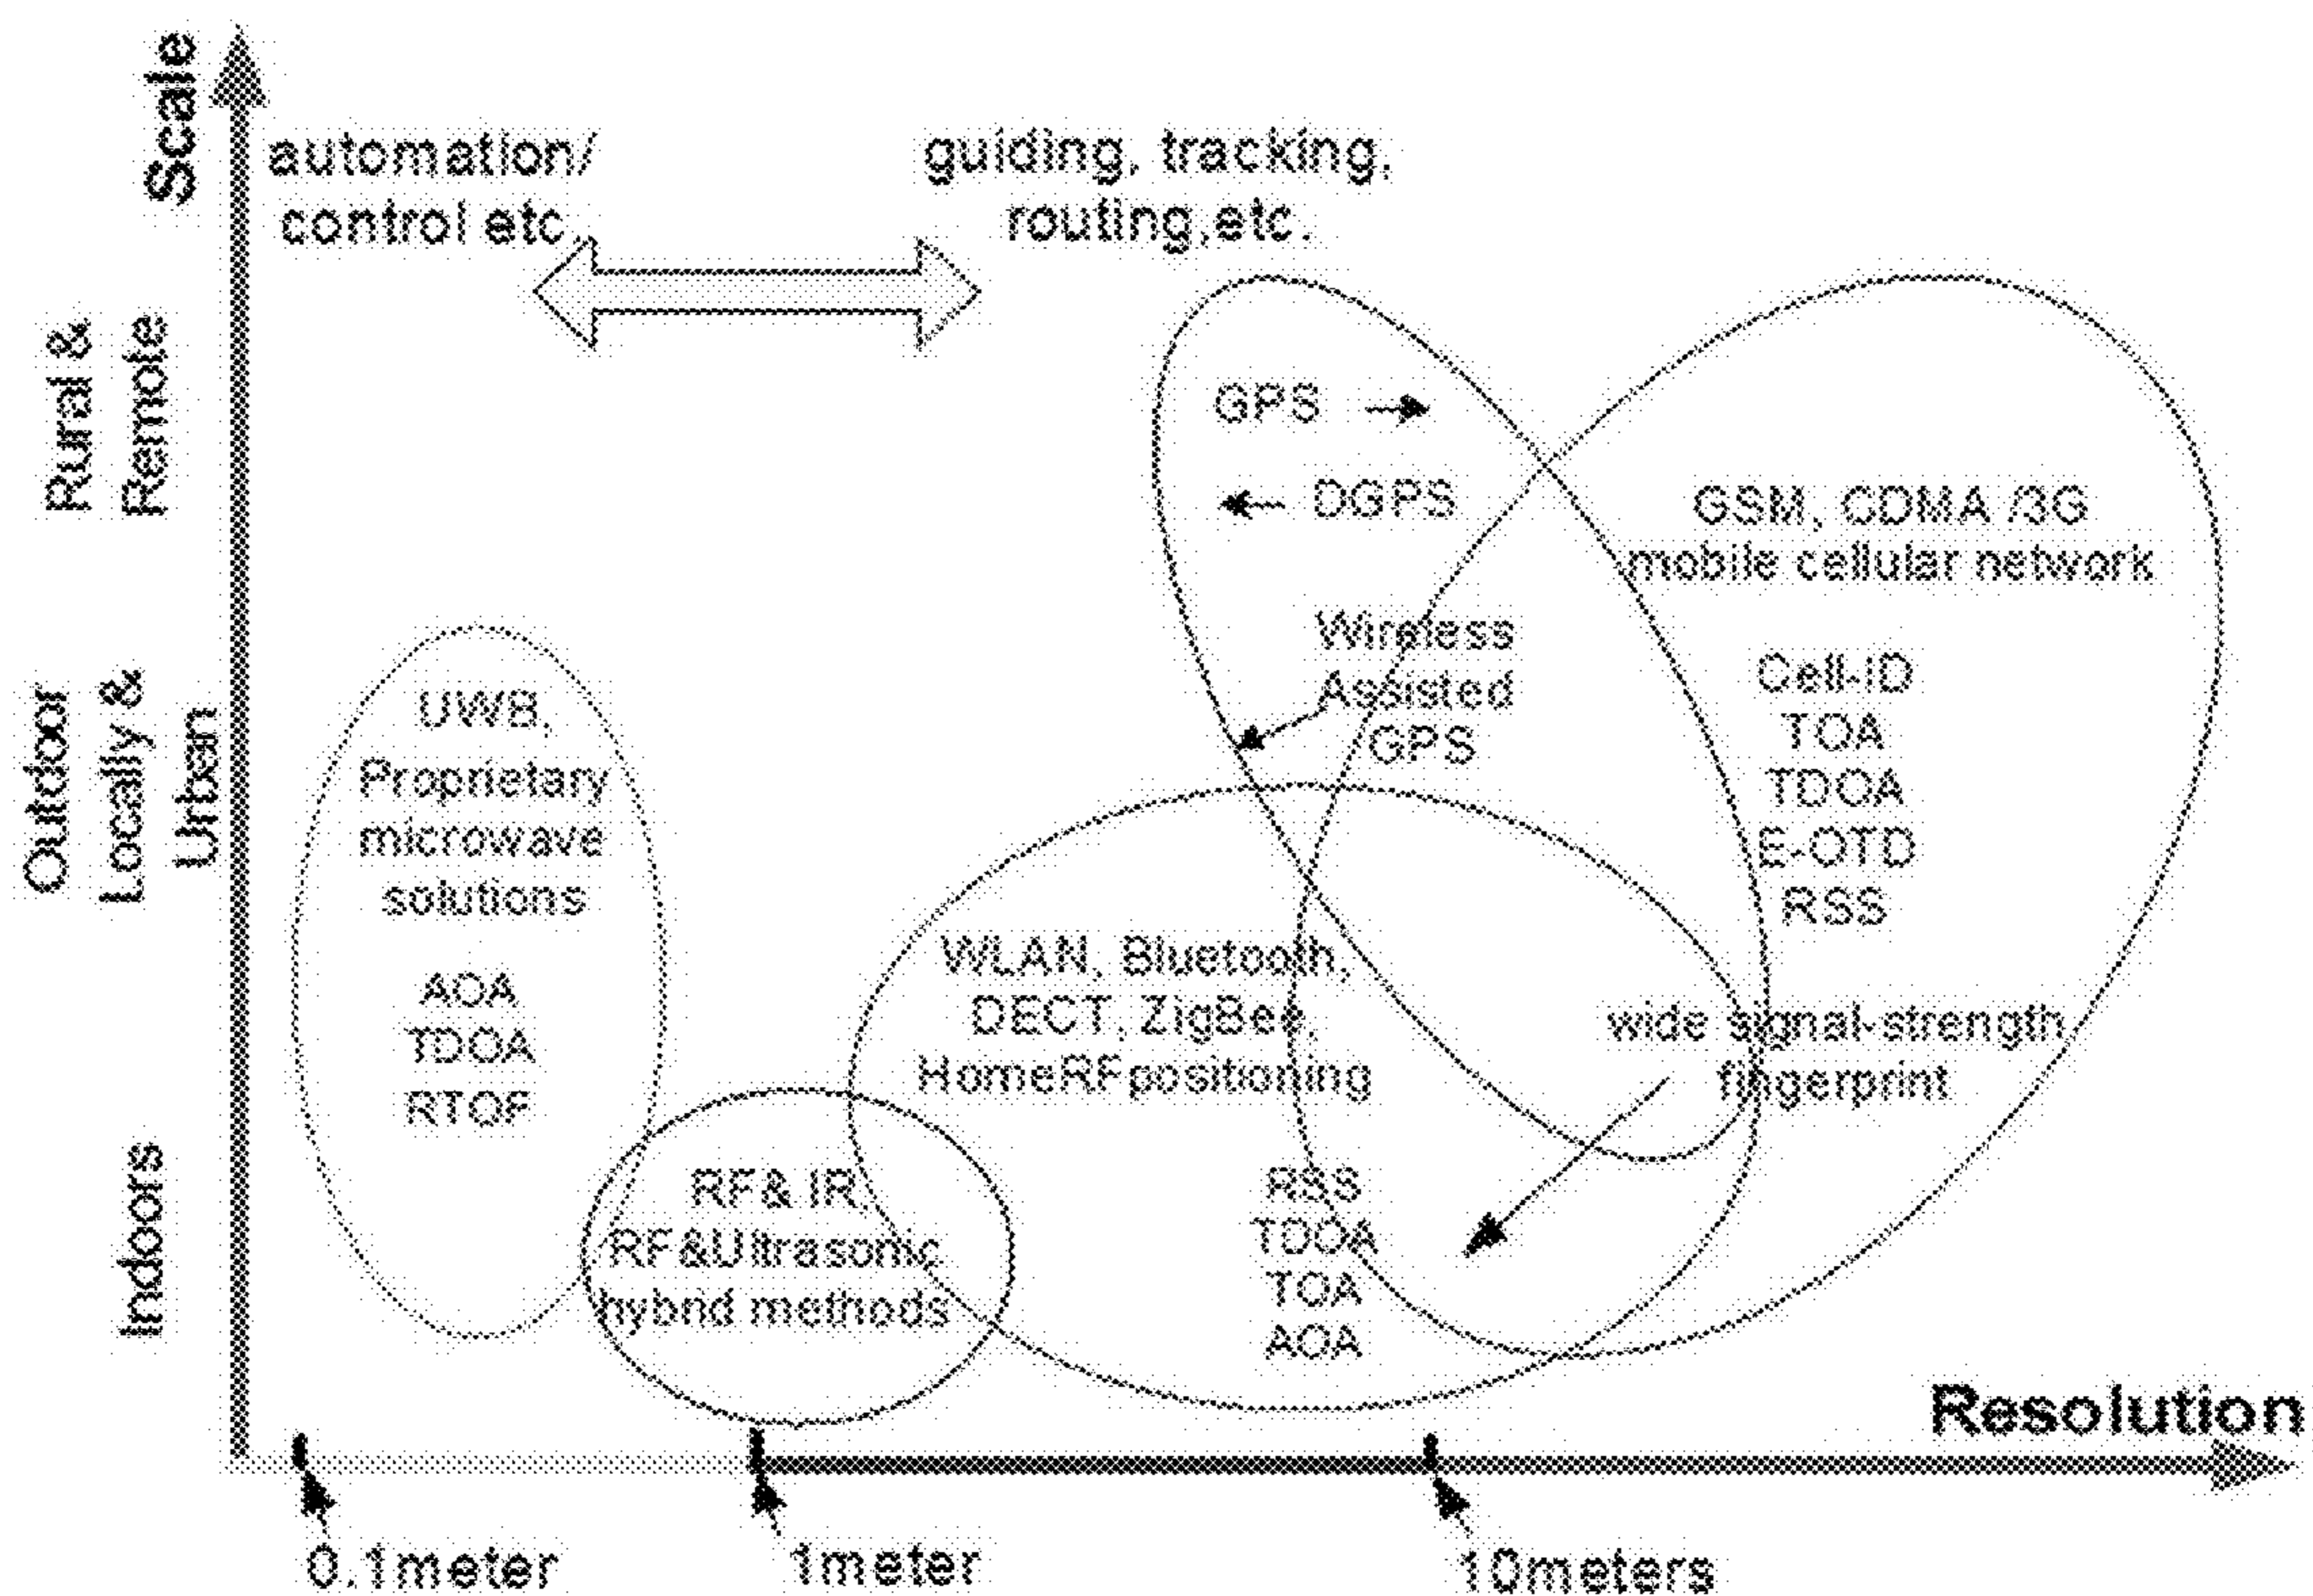 Scale
automation/
control etc.
guiding, tracking,
routing,etc.
Rural &
Remote
GPS
DGPS
GSM, CDMA /3G
mobile cellular network
Wireless
Assisted
GPS
Cell-ID
TOA
TDOA
E-OTD
RSS
Outdoor
Locally &
Urban
UWB,
Proprietary
microwave
solutions
AOA
TDOA
RTOF
WLAN, Bluetooth,
DECT, ZigBee,
HomeRFpositioning
wide signal-strength
fingerprint
Indoors
RF& IR,
RF&Ultrasonic
hybrid methods
RSS
TDOA
TOA
AOA
Resolution
0.1meter
1meter
10meters